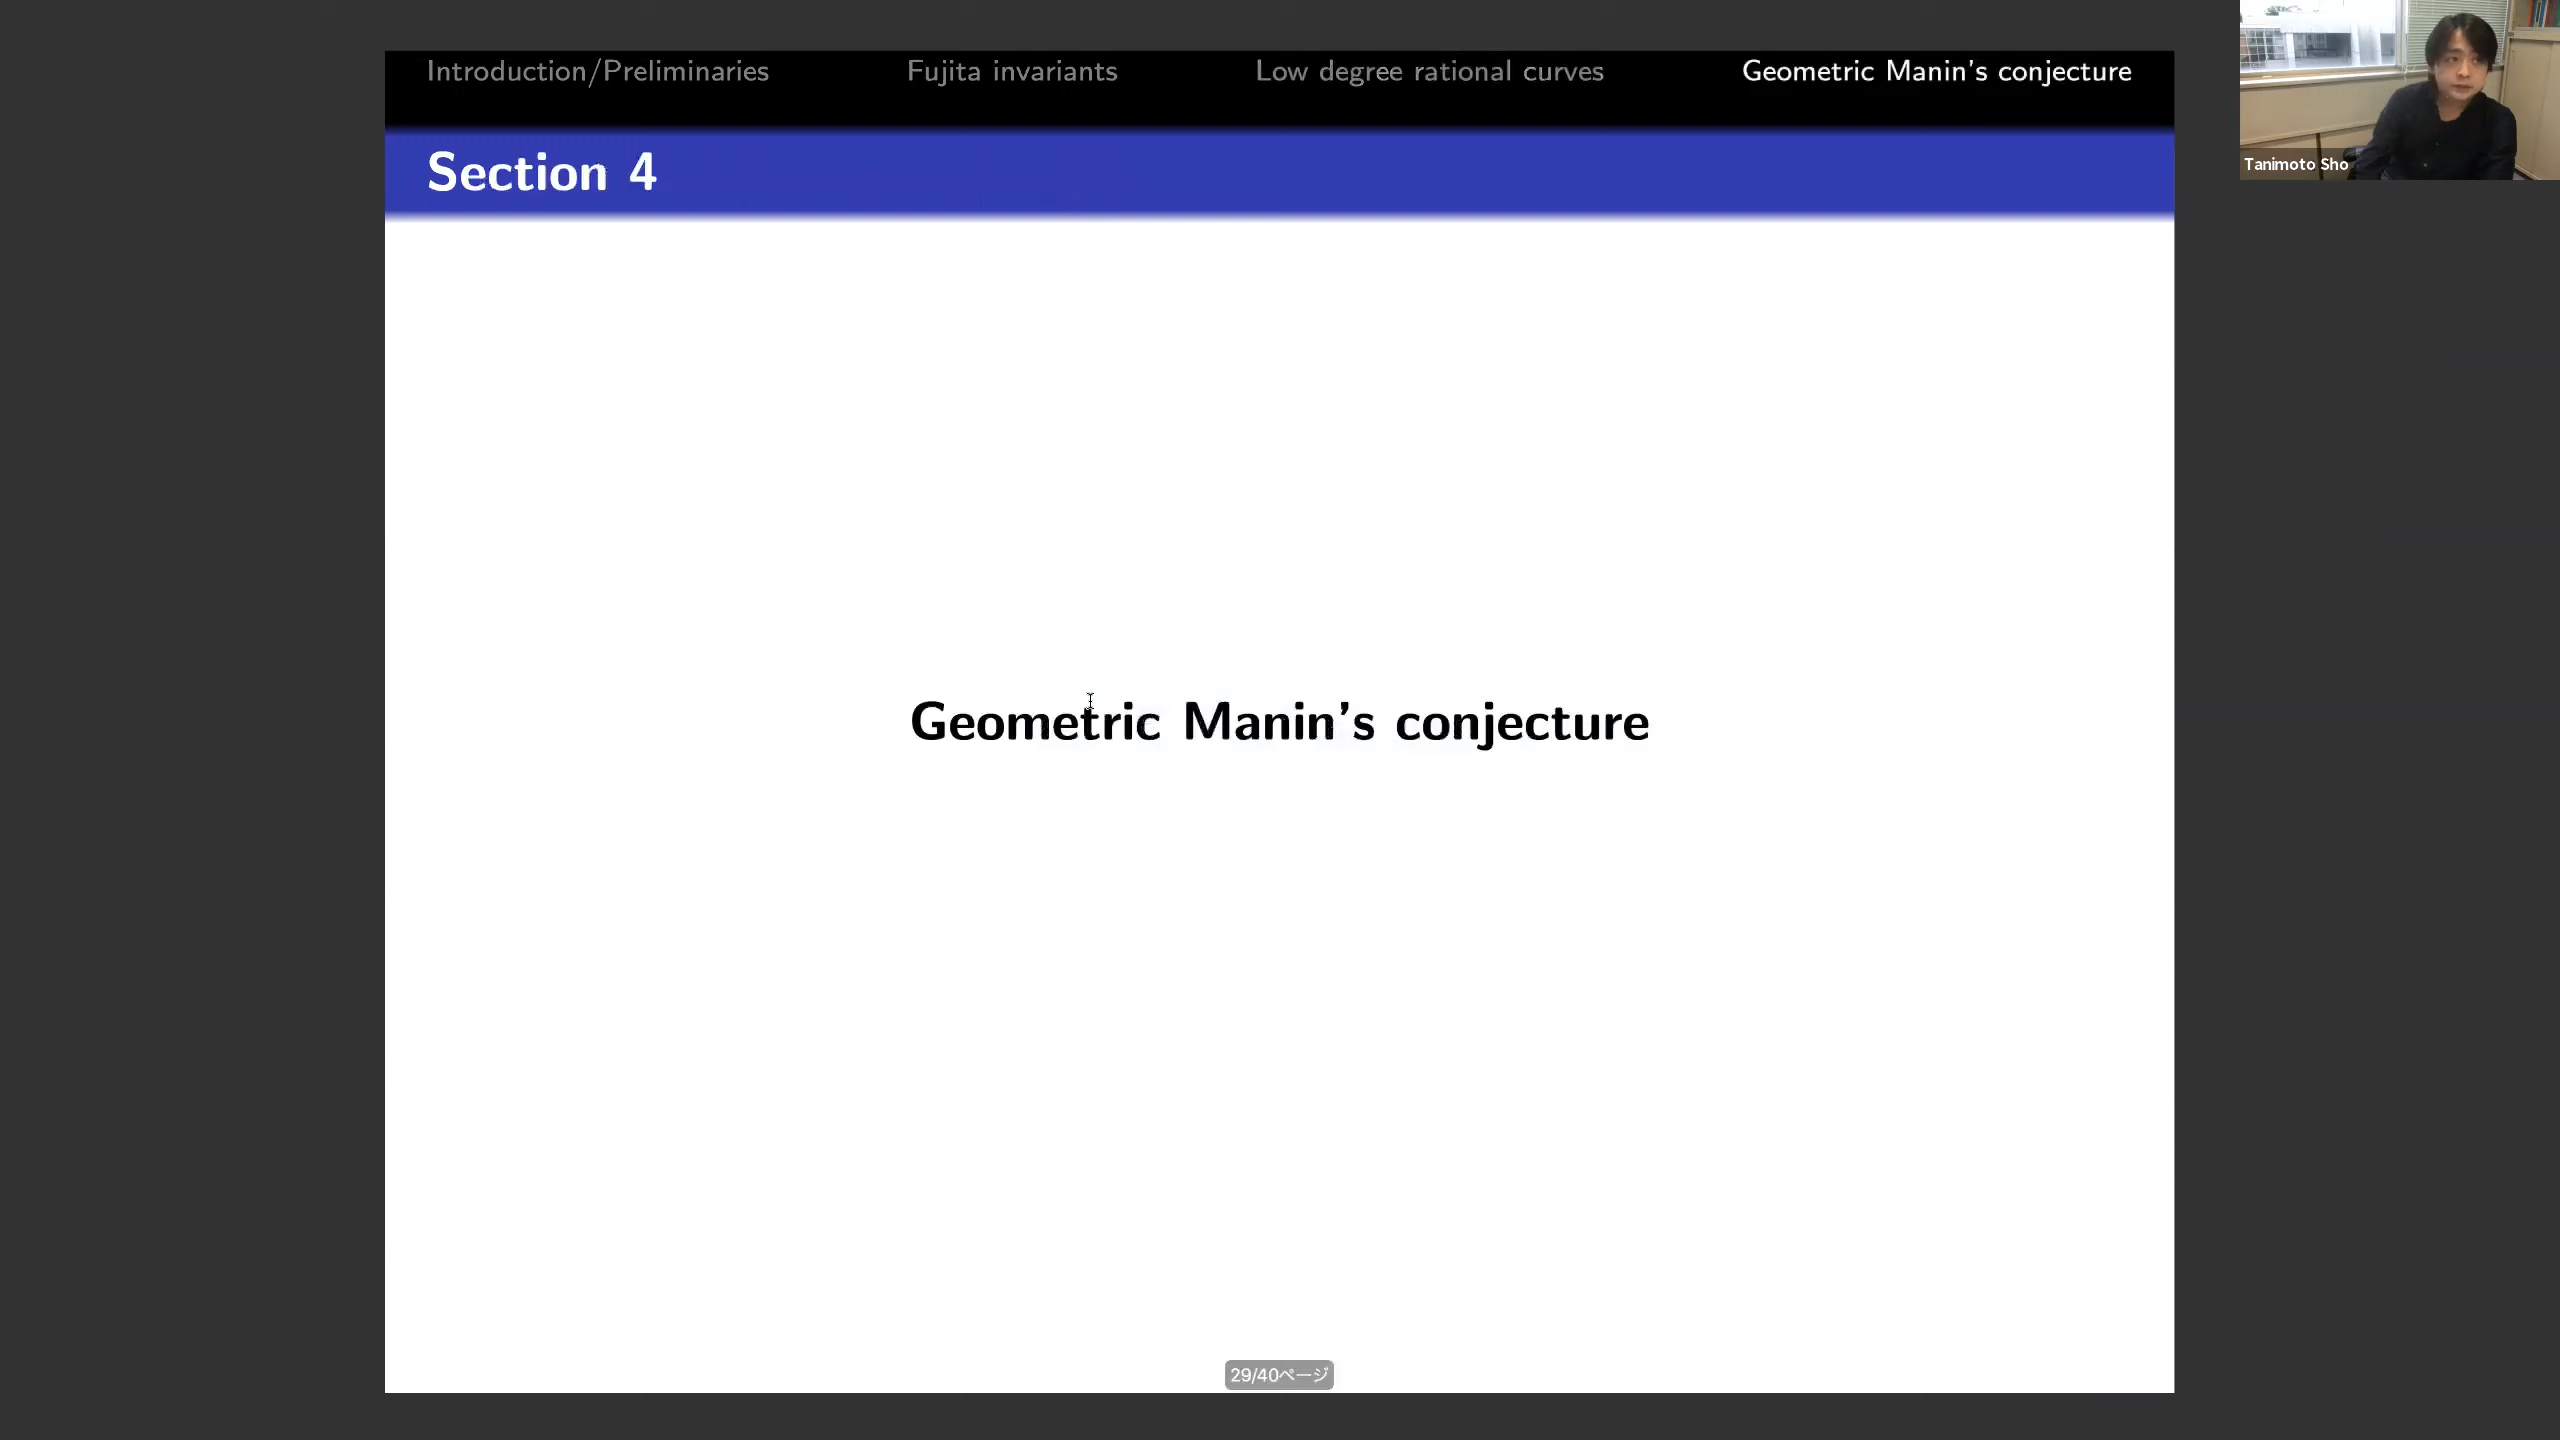 Introduction/Preliminaries
Fujita invariants
Low degree rational curves
Geometric Manin's conjecture
Section 4
Tanimoto Sho
Geometric Manin's conjecture
29/40ページ